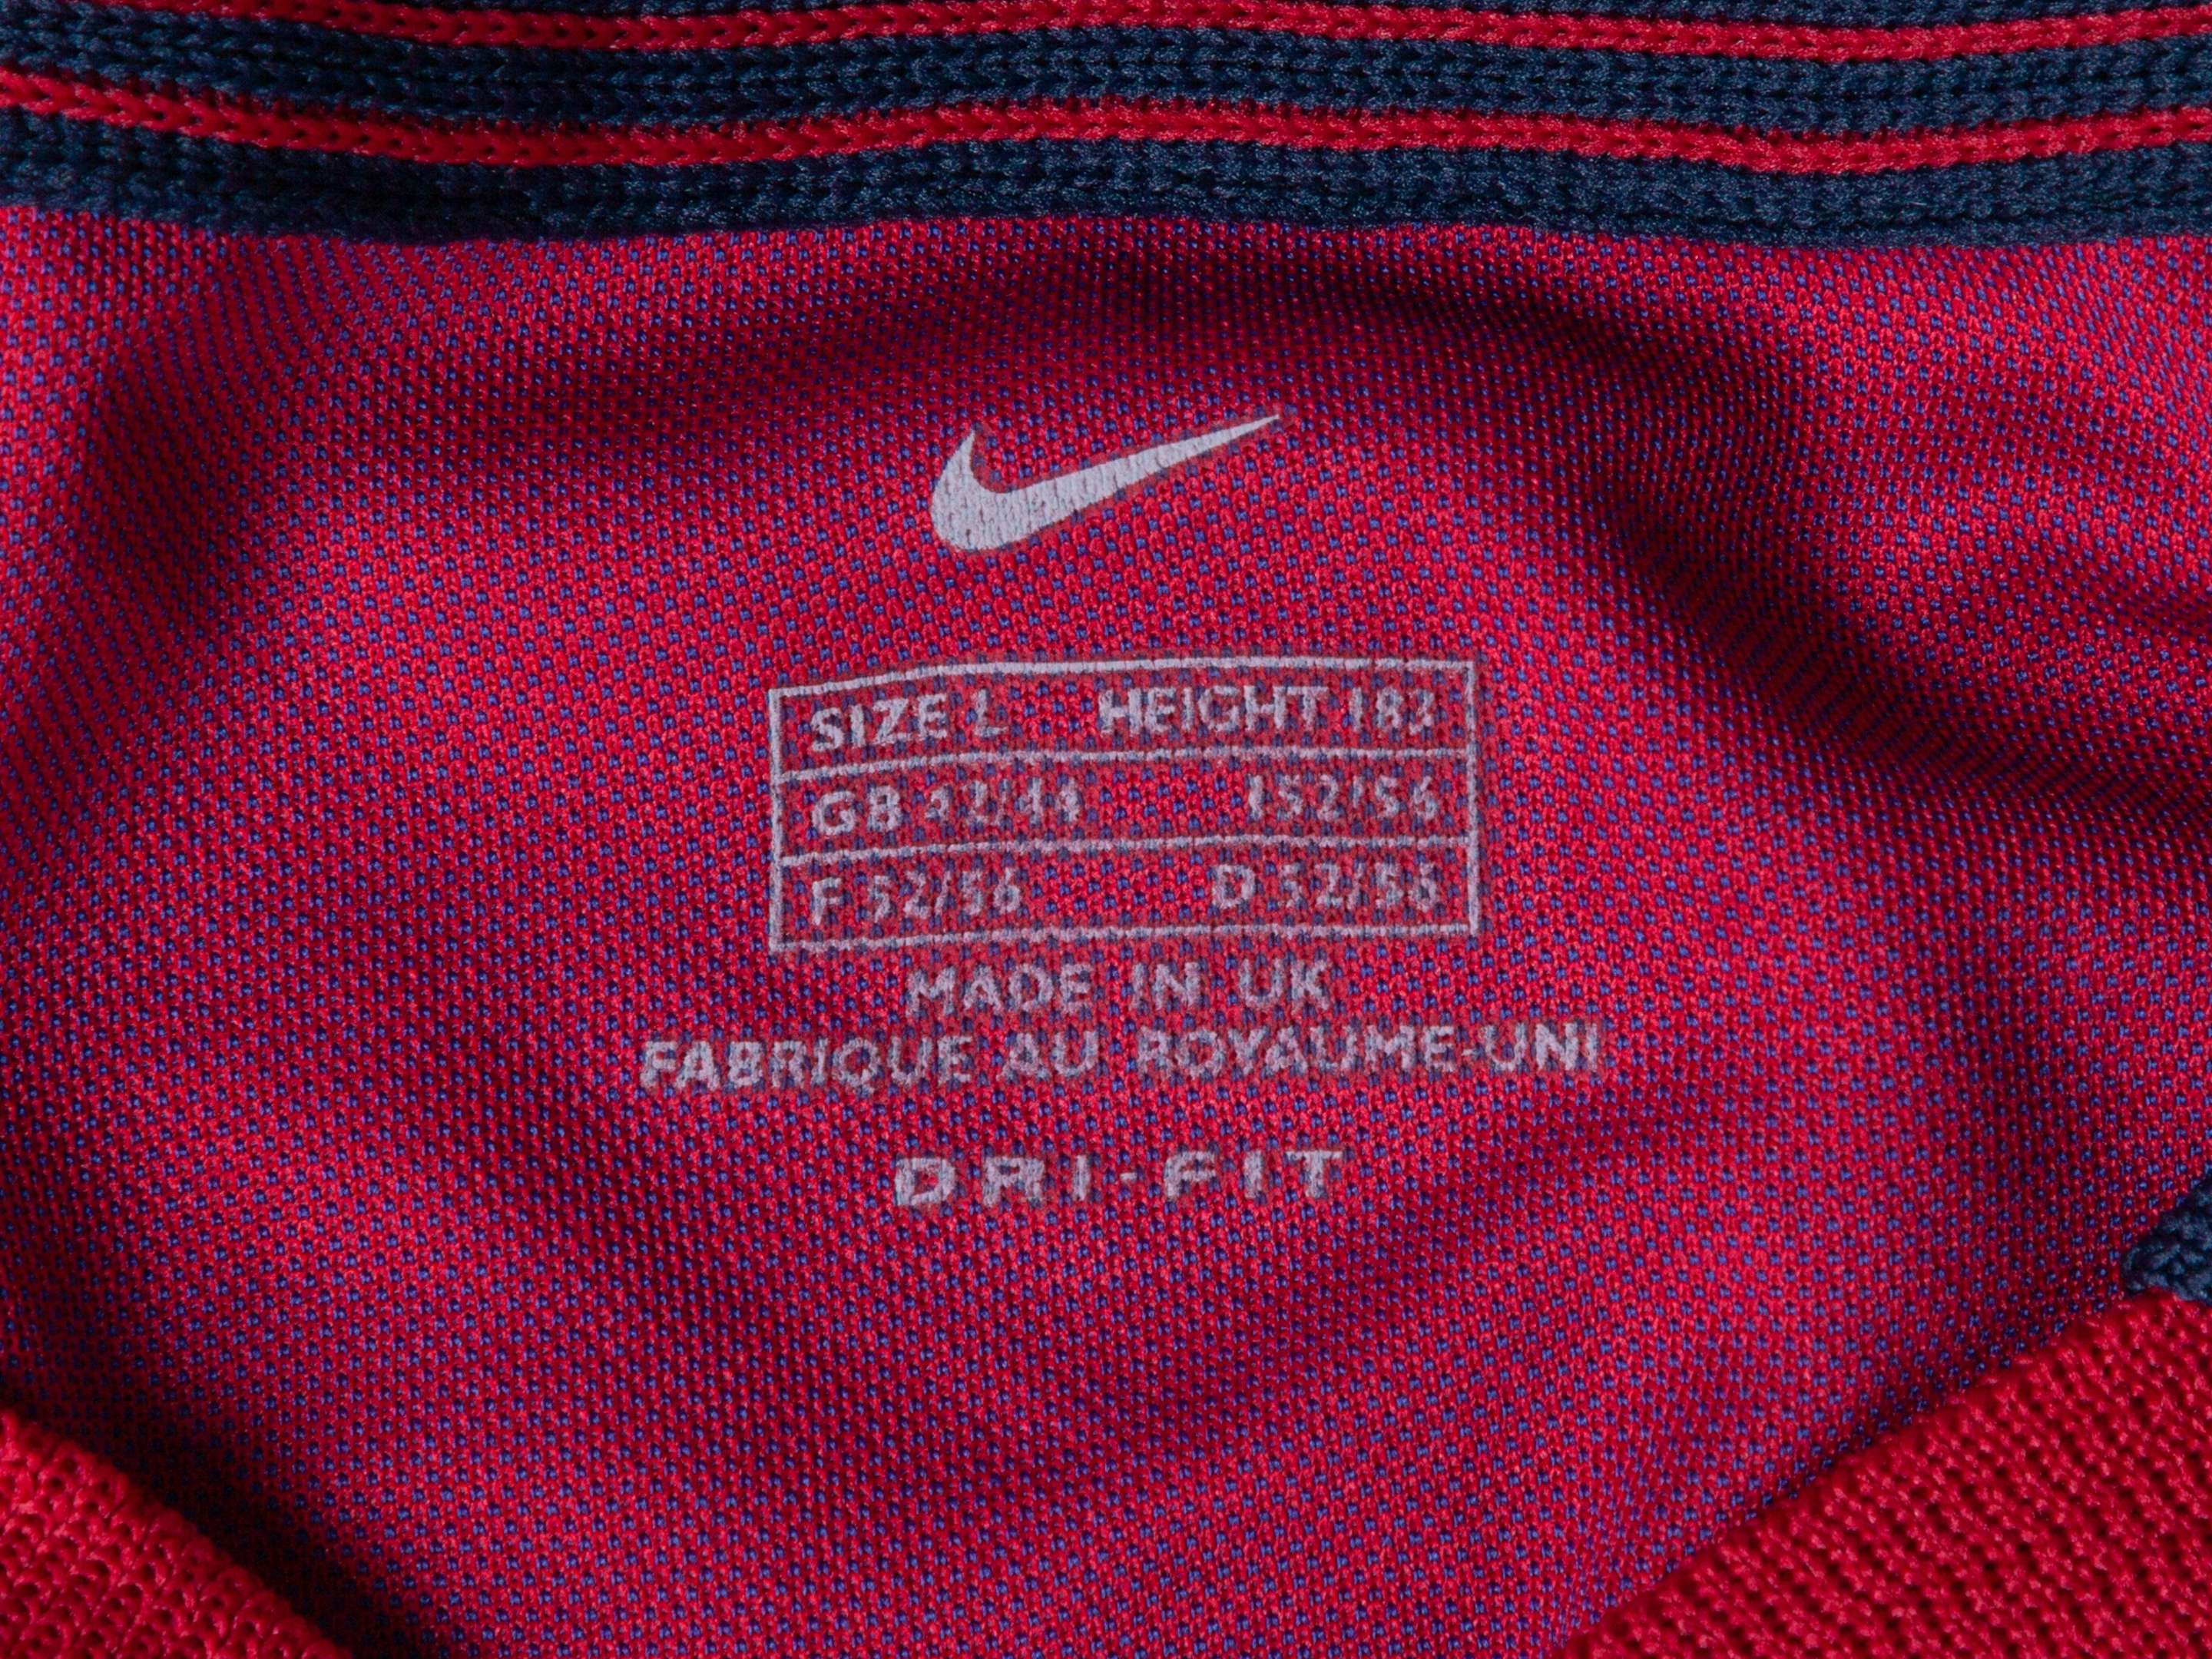 SIZE L HEIGHT 183
GB 42/44 152/56
F 52/56 D 52/56
MADE IN UK
FABRIQUE AU ROYAUME-UNI
DRI-FIT